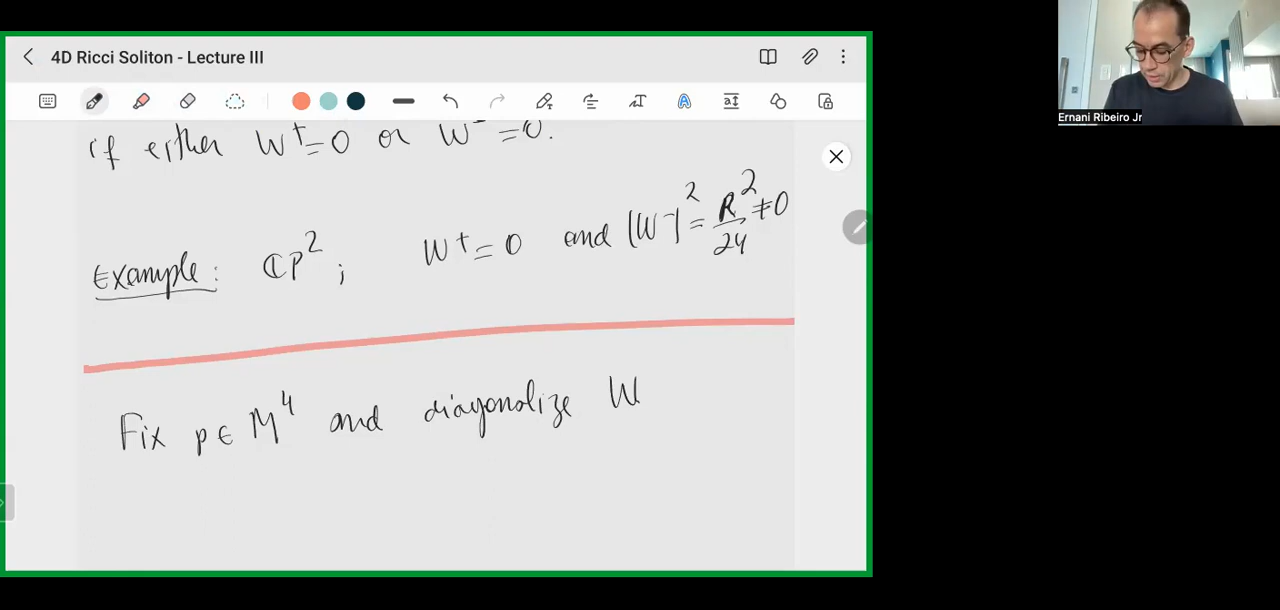 4D Ricci Soliton - Lecture III
if either W⁺=0 or W⁻=0.
Example: ℂP²; W⁺=0 and |W⁻|² = R²/24 ≠0
Fix p∈ M⁴ and diagonalize W
Ernani Ribeiro Jr